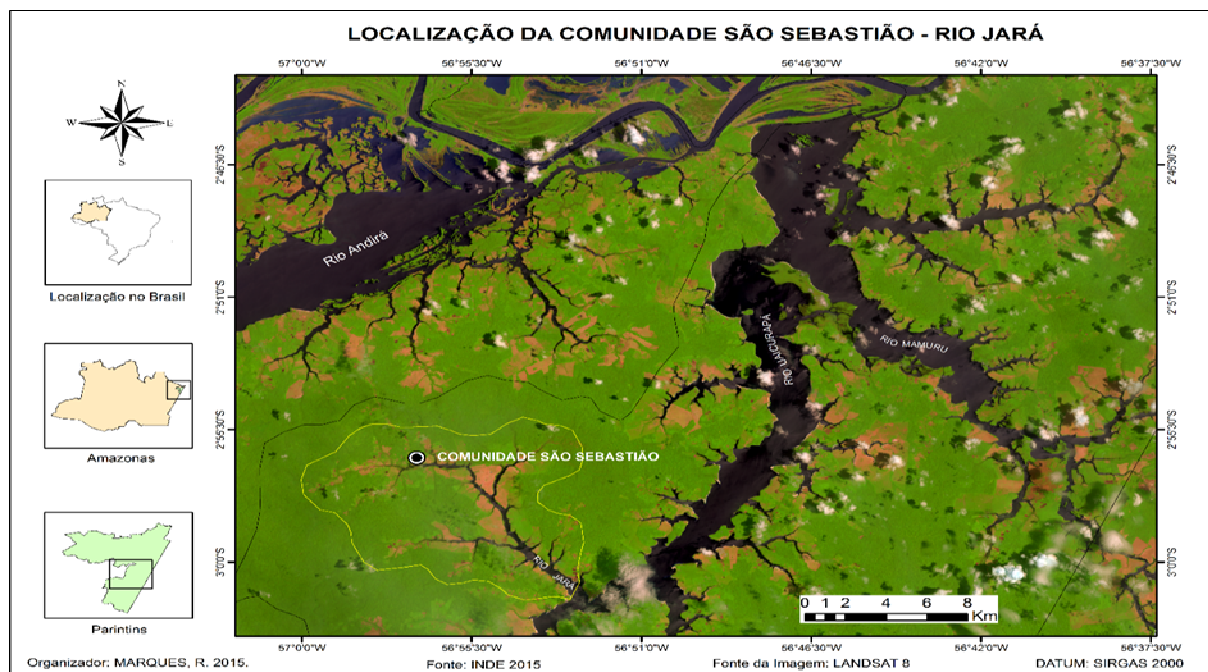 LOCALIZAÇÃO DA COMUNIDADE SÃO SEBASTIÃO - RIO JARÁ
57°0'0"W 56°55'30"W 56°51'0"W 56°46'30"W 56°42'0"W 56°37'30"W
N
W E
S
2°46'30"S 2°46'30"S
Rio Andirá
Localização no Brasil
2°51'0"S 2°51'0"S
RIO UAICURAPÁ
RIO MAMURU
Amazonas
2°55'30"S 2°55'30"S
COMUNIDADE SÃO SEBASTIÃO
3°0'0"S 3°0'0"S
RIO JARÁ
0 1 2 4 6 8
Km
Parintins
57°0'0"W 56°55'30"W 56°51'0"W 56°46'30"W 56°42'0"W 56°37'30"W
Organizador: MARQUES, R. 2015. Fonte: INDE 2015 Fonte da Imagem: LANDSAT 8 DATUM: SIRGAS 2000